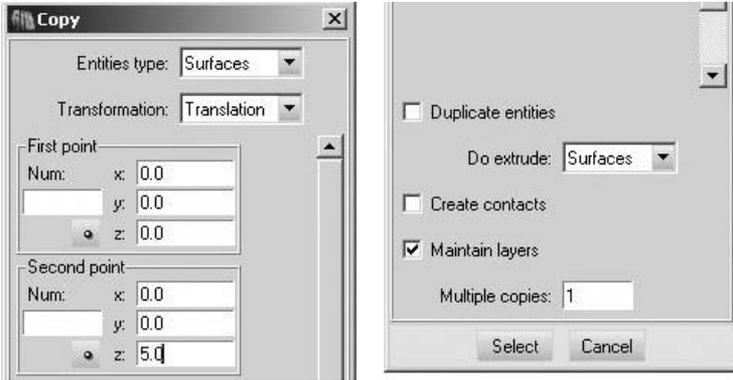 Copy
Entities type: Surfaces
Transformation: Translation
First point
Num: x: 0.0
y: 0.0
z: 0.0
Second point
Num: x: 0.0
y: 0.0
z: 5.0
Duplicate entities
Do extrude: Surfaces
Create contacts
Maintain layers
Multiple copies: 1
Select Cancel